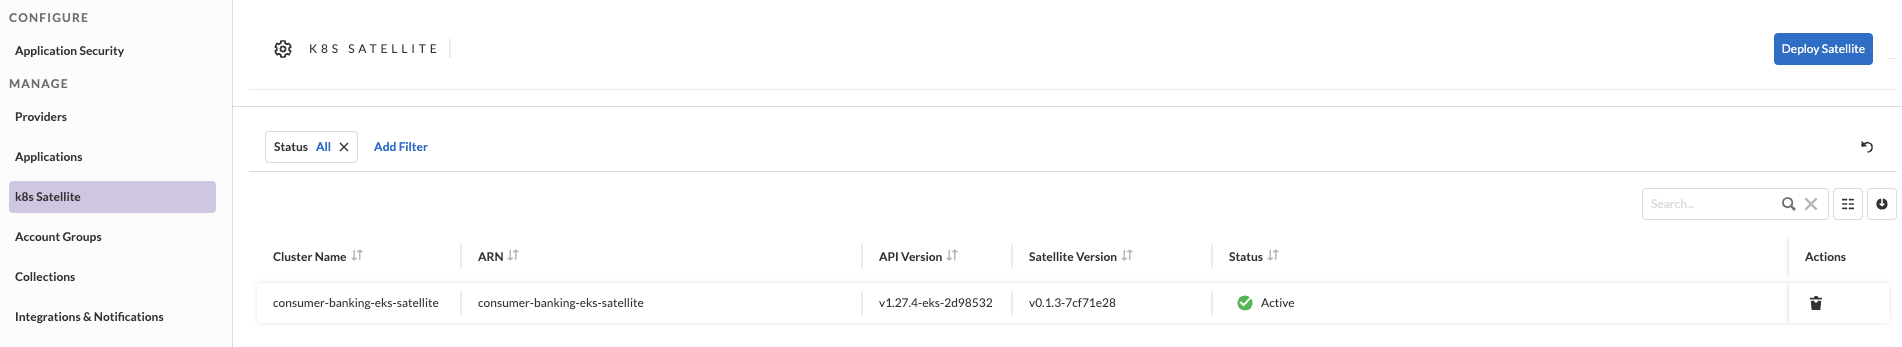 CONFIGURE
Application Security
MANAGE
Providers
Applications
k8s Satellite
Account Groups
Collections
Integrations & Notifications
K8S SATELLITE
Deploy Satellite
Status All
Add Filter
Search...
Cluster Name ARN API Version Satellite Version Status Actions
consumer-banking-eks-satellite consumer-banking-eks-satellite v1.27.4-eks-2d98532 v0.1.3-7cf71e28 Active